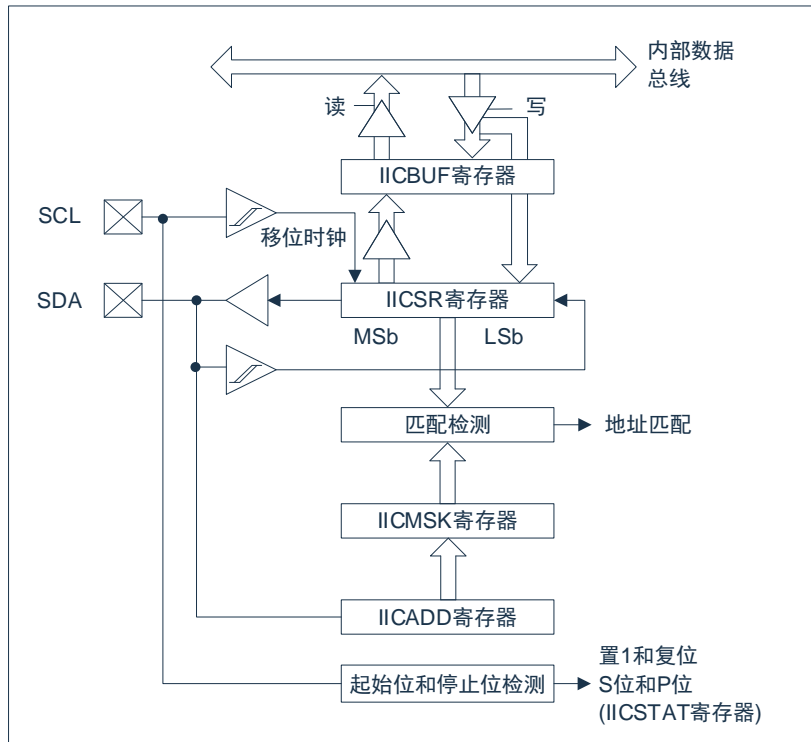 内部数据
总线
读
写
IICBUF寄存器
SCL
移位时钟
SDA
IICSR寄存器
MSb
LSb
匹配检测
地址匹配
IICMSK寄存器
IICADD寄存器
起始位和停止位检测
置1和复位
S位和P位
(IICSTAT寄存器)